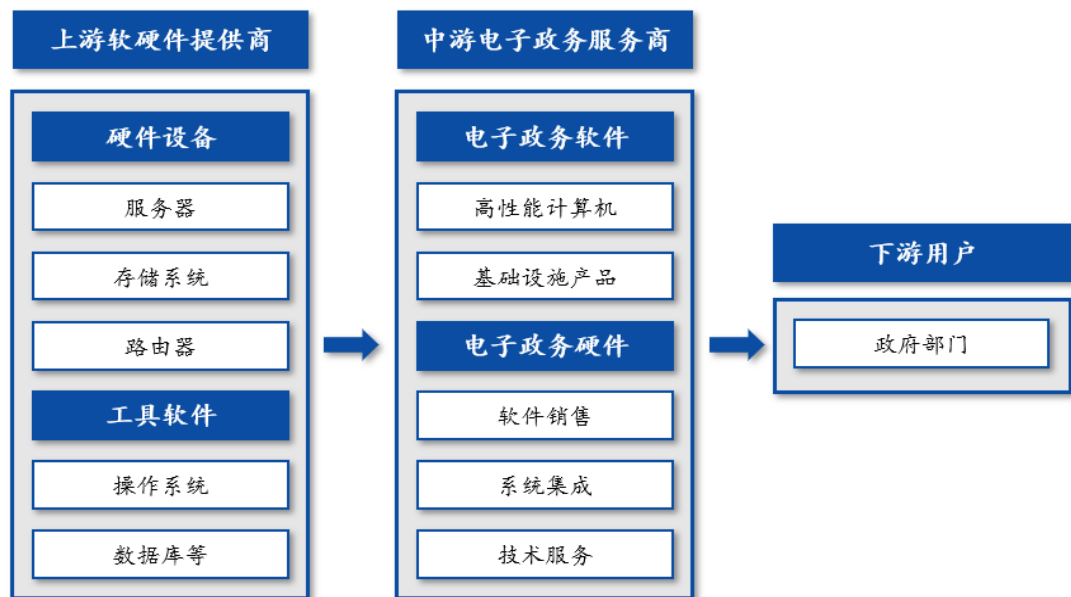 上游软硬件提供商
硬件设备
服务器
存储系统
路由器
工具软件
操作系统
数据库等
中游电子政务服务商
电子政务软件
高性能计算机
基础设施产品
电子政务硬件
软件销售
系统集成
技术服务
下游用户
政府部门